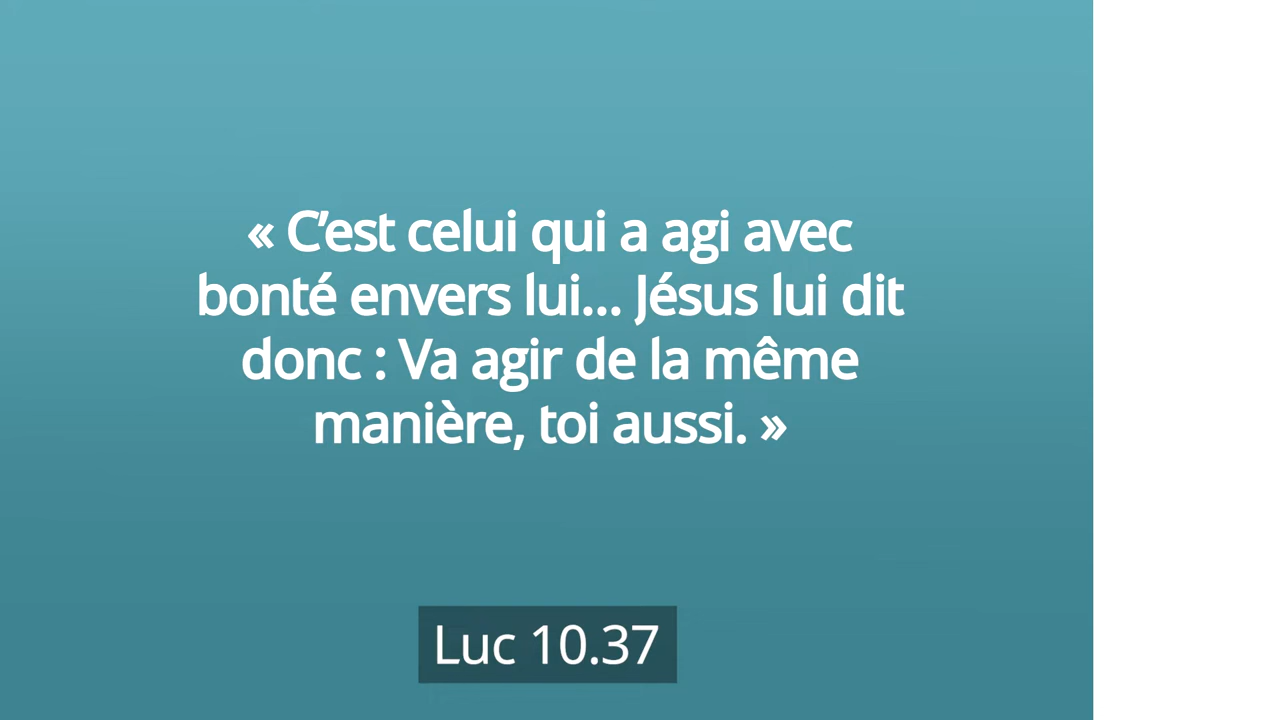 « C’est celui qui a agi avec
bonté envers lui… Jésus lui dit
donc : Va agir de la même
manière, toi aussi. »
Luc 10.37